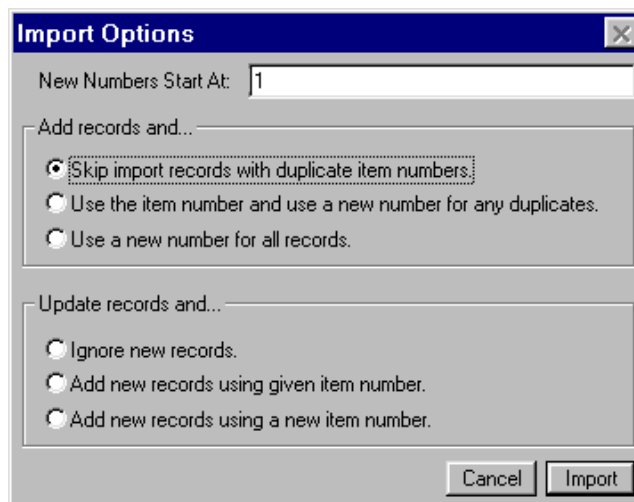 Import Options
New Numbers Start At: 1
Add records and...
Skip import records with duplicate item numbers.
Use the item number and use a new number for any duplicates.
Use a new number for all records.
Update records and...
Ignore new records.
Add new records using given item number.
Add new records using a new item number.
Cancel Import